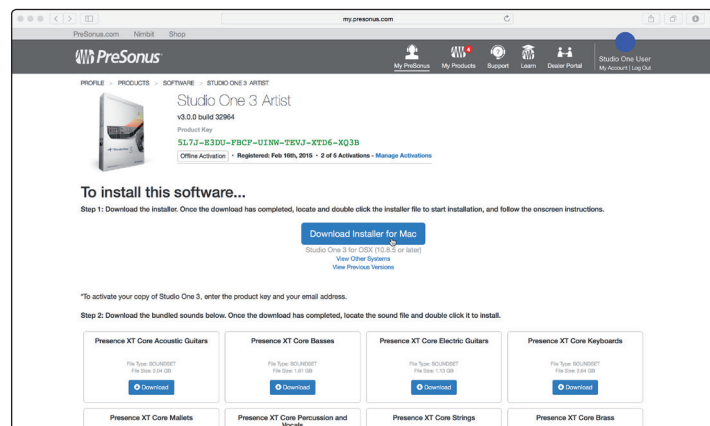 my.presonus.com
PreSonus.com Nimbit Shop
PreSonus
My PreSonus My Products 4 Support Learn Dealer Portal Studio One User
My Account | Log Out
PROFILE > PRODUCTS > SOFTWARE > STUDIO ONE 3 ARTIST
Studio One 3 Artist
v3.0.0 build 32964
Product Key
5L7J-E3DU-FBCF-UINW-TEVJ-XTD6-XQ3B
Offline Activation • Registered: Feb 16th, 2015 • 2 of 5 Activations - Manage Activations
To install this software...
Step 1: Download the installer. Once the download has completed, locate and double click the installer file to start installation, and follow the onscreen instructions.
Download Installer for Mac
Studio One 3 for OSX (10.8.5 or later)
View Other Systems
View Previous Versions
*To activate your copy of Studio One 3, enter the product key and your email address.
Step 2: Download the bundled sounds below. Once the download has completed, locate the sound file and double click it to install.
Presence XT Core Acoustic Guitars Presence XT Core Basses Presence XT Core Electric Guitars Presence XT Core Keyboards
File Type: SOUNDSET File Type: SOUNDSET File Type: SOUNDSET File Type: SOUNDSET
File Size: 2.64 GB File Size: 1.61 GB File Size: 1.13 GB File Size: 2.64 GB
Download Download Download Download
Presence XT Core Mallets Presence XT Core Percussion and Presence XT Core Strings Presence XT Core Brass
Vocals